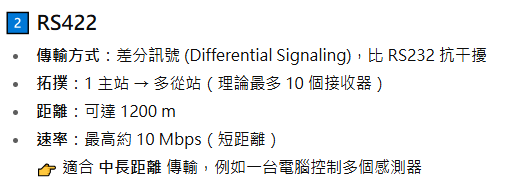 2 RS422
• 傳輸方式：差分訊號 (Differential Signaling)，比 RS232 抗干擾
• 拓撲：1 主站 → 多從站（理論最多 10 個接收器）
• 距離：可達 1200 m
• 速率：最高約 10 Mbps（短距離）
👉 適合 中長距離 傳輸，例如一台電腦控制多個感測器